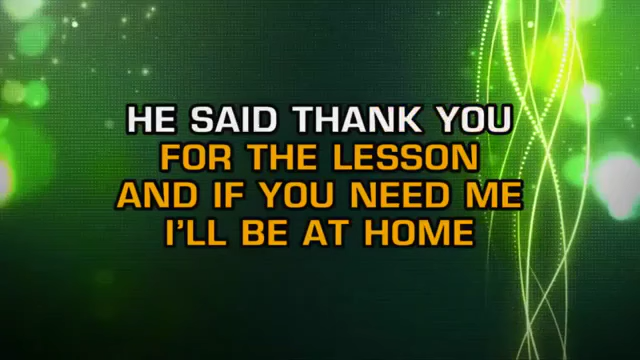 HE SAID THANK YOU
FOR THE LESSON
AND IF YOU NEED ME
I'LL BE AT HOME